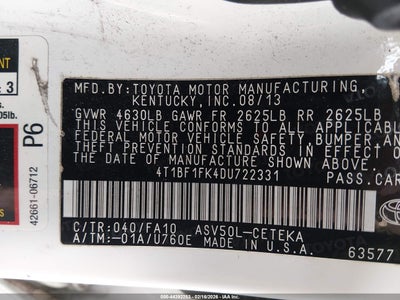 MFD.BY:TOYOTA MOTOR MANUFACTURING,
KENTUCKY, INC. 08/13
GVWR 4630LB GAWR FR 2625LB RR 2625LB
THIS VEHICLE CONFORMS TO ALL APPLICABLE
FEDERAL MOTOR VEHICLE SAFETY, BUMPER, AND
THEFT PREVENTION STANDARDS IN EFFECT ON
THE DATE OF MANUFACTURE SHOWN ABOVE.
4T1BF1FK4DU722331 PASS.CAR
C/TR:040/FA10 ASV50L-CETEKA
A/TM:-01A/U760E MADE IN U.S.A.
TOYOTA
63577
P6
42661-06712
3
05lb.